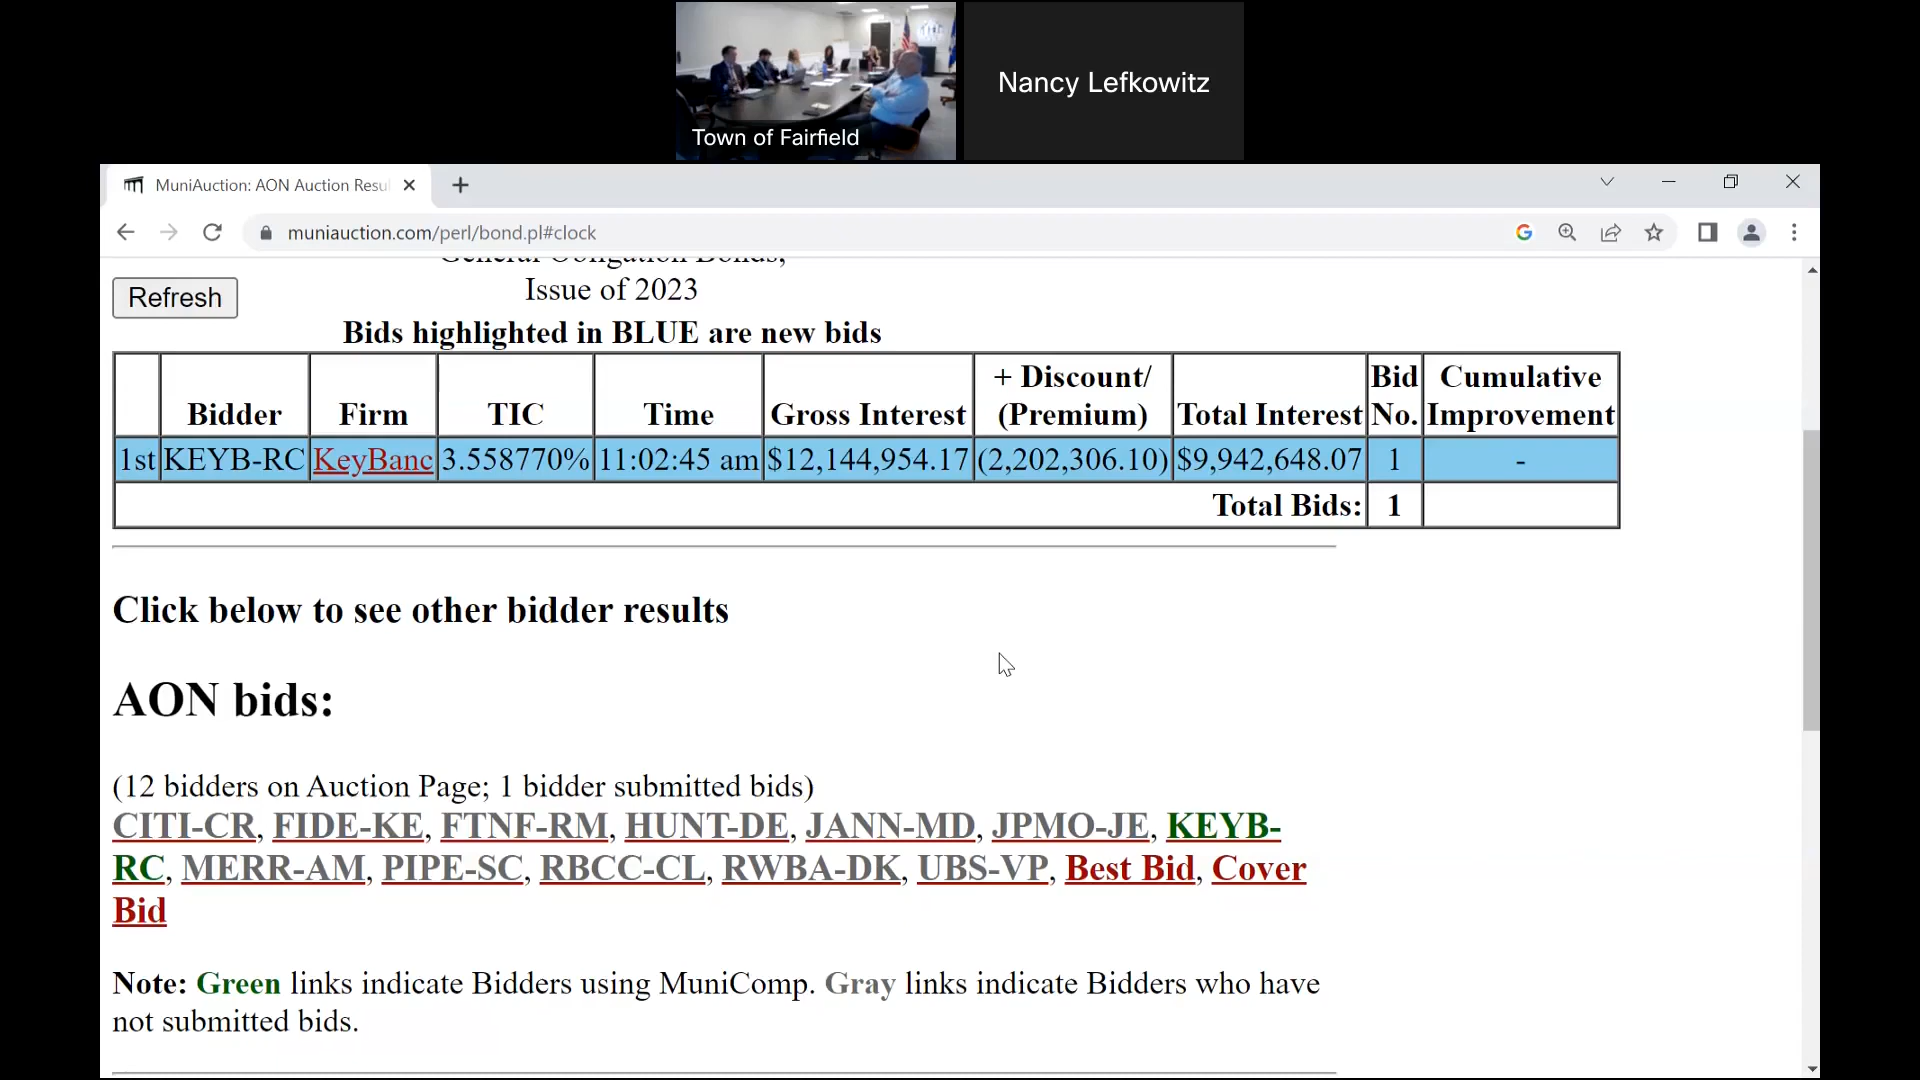 Nancy Lefkowitz
Town of Fairfield
MuniAuction: AON Auction Resu
muniauction.com/perl/bond.pl#clock
General Obligation Bonds,
Refresh
Issue of 2023
Bids highlighted in BLUE are new bids
Bidder Firm TIC Time Gross Interest + Discount/ (Premium) Total Interest Bid No. Cumulative Improvement
1st KEYB-RC KeyBanc 3.558770% 11:02:45 am $12,144,954.17 (2,202,306.10) $9,942,648.07 1 -
Total Bids: 1
Click below to see other bidder results
AON bids:
(12 bidders on Auction Page; 1 bidder submitted bids)
CITI-CR, FIDE-KE, FTNF-RM, HUNT-DE, JANN-MD, JPMO-JE, KEYB-
RC, MERR-AM, PIPE-SC, RBCC-CL, RWBA-DK, UBS-VP, Best Bid, Cover
Bid
Note: Green links indicate Bidders using MuniComp. Gray links indicate Bidders who have
not submitted bids.